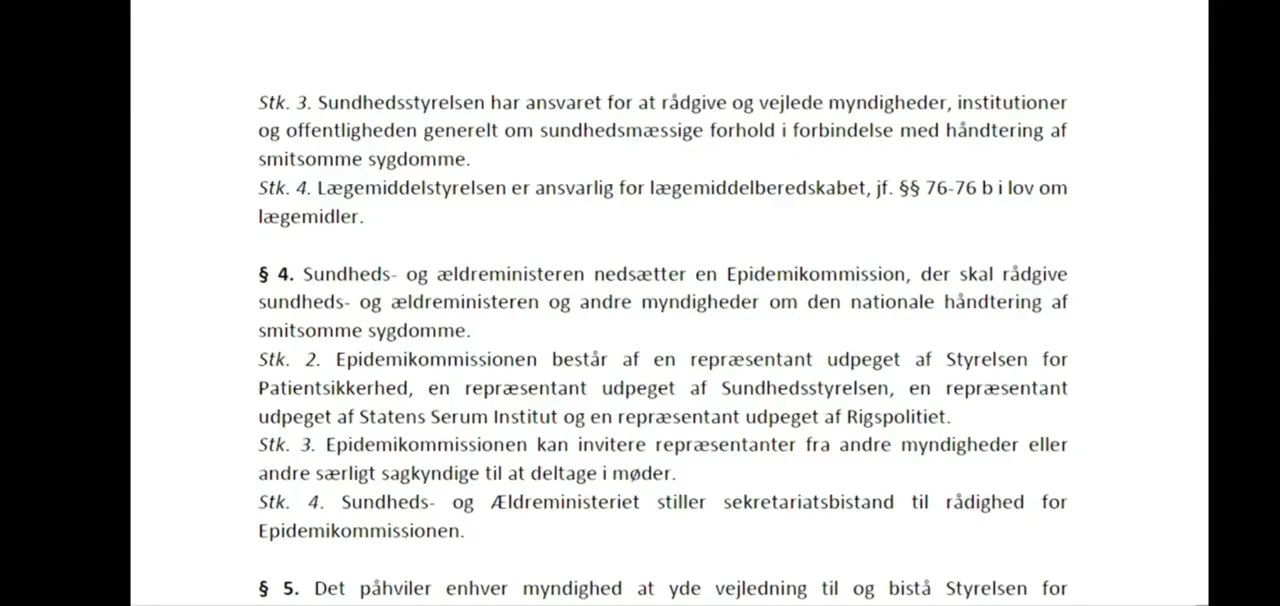 Stk. 3. Sundhedsstyrelsen har ansvaret for at rådgive og vejlede myndigheder, institutioner
og offentligheden generelt om sundhedsmæssige forhold i forbindelse med håndtering af
smitsomme sygdomme.
Stk. 4. Lægemiddelstyrelsen er ansvarlig for lægemiddelberedskabet, jf. §§ 76-76 b i lov om
lægemidler.
§ 4. Sundheds- og ældreministeren nedsætter en Epidemikommission, der skal rådgive
sundheds- og ældreministeren og andre myndigheder om den nationale håndtering af
smitsomme sygdomme.
Stk. 2. Epidemikommissionen består af en repræsentant udpeget af Styrelsen for
Patientsikkerhed, en repræsentant udpeget af Sundhedsstyrelsen, en repræsentant
udpeget af Statens Serum Institut og en repræsentant udpeget af Rigspolitiet.
Stk. 3. Epidemikommissionen kan invitere repræsentanter fra andre myndigheder eller
andre særligt sagkyndige til at deltage i møder.
Stk. 4. Sundheds- og Ældreministeriet stiller sekretariatsbistand til rådighed for
Epidemikommissionen.
§ 5. Det påhviler enhver myndighed at yde vejledning til og bistå Styrelsen for